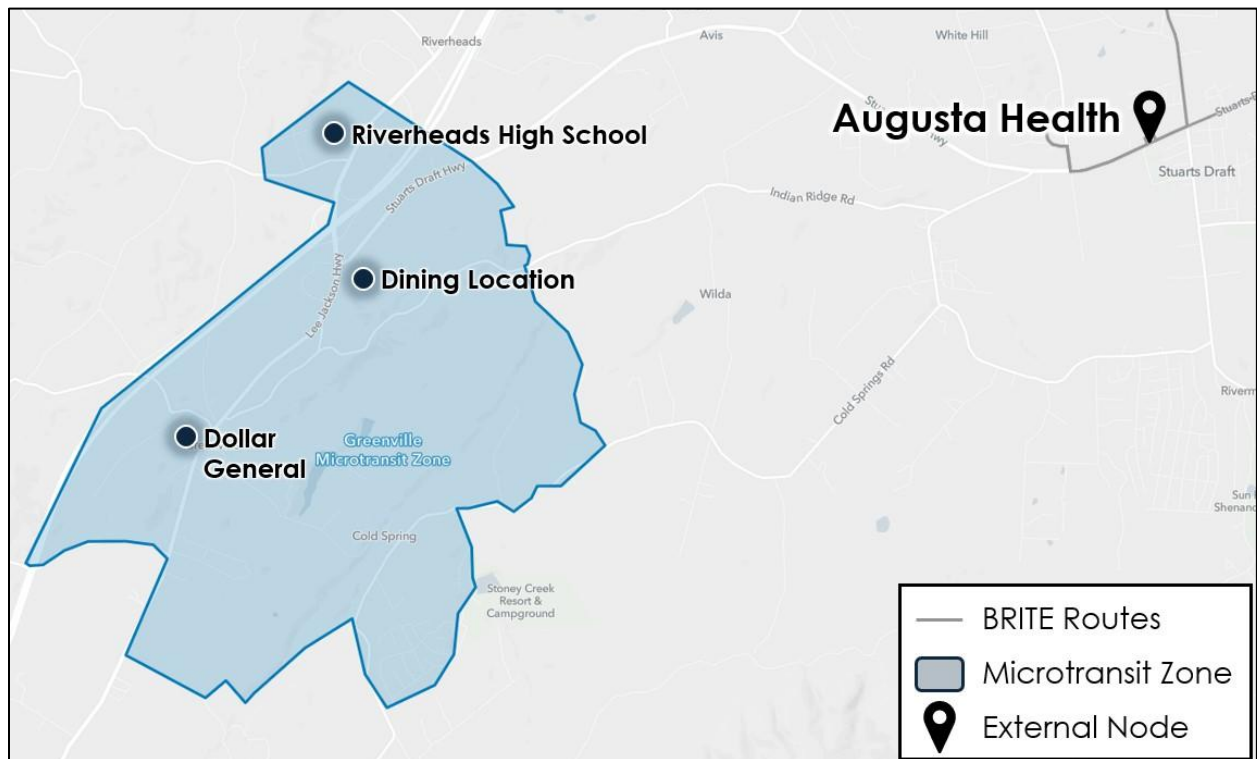 Riverheads
Avis
White Hill
Riverheads High School
Augusta Health
Stuarts Draft
Stuarts Draft Hwy
Indian Ridge Rd
Dining Location
Lee Jackson Hwy
Wilda
Cold Springs Rd
Dollar
General
Greenville
Microtransit Zone
Cold Spring
Stoney Creek
Resort &
Campground
BRITE Routes
Microtransit Zone
External Node